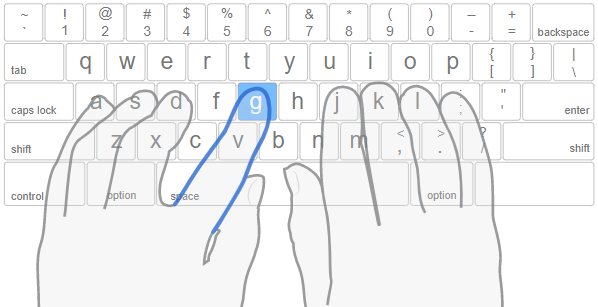 ~ ! @ # $ % ^ & * ( ) _ +
` 1 2 3 4 5 6 7 8 9 0 - = backspace
tab q w e r t y u i o p { [ } ] | \
caps lock a s d f g h j k l : ; " ' enter
shift z x c v b n m < , > . ? shift
control option space option